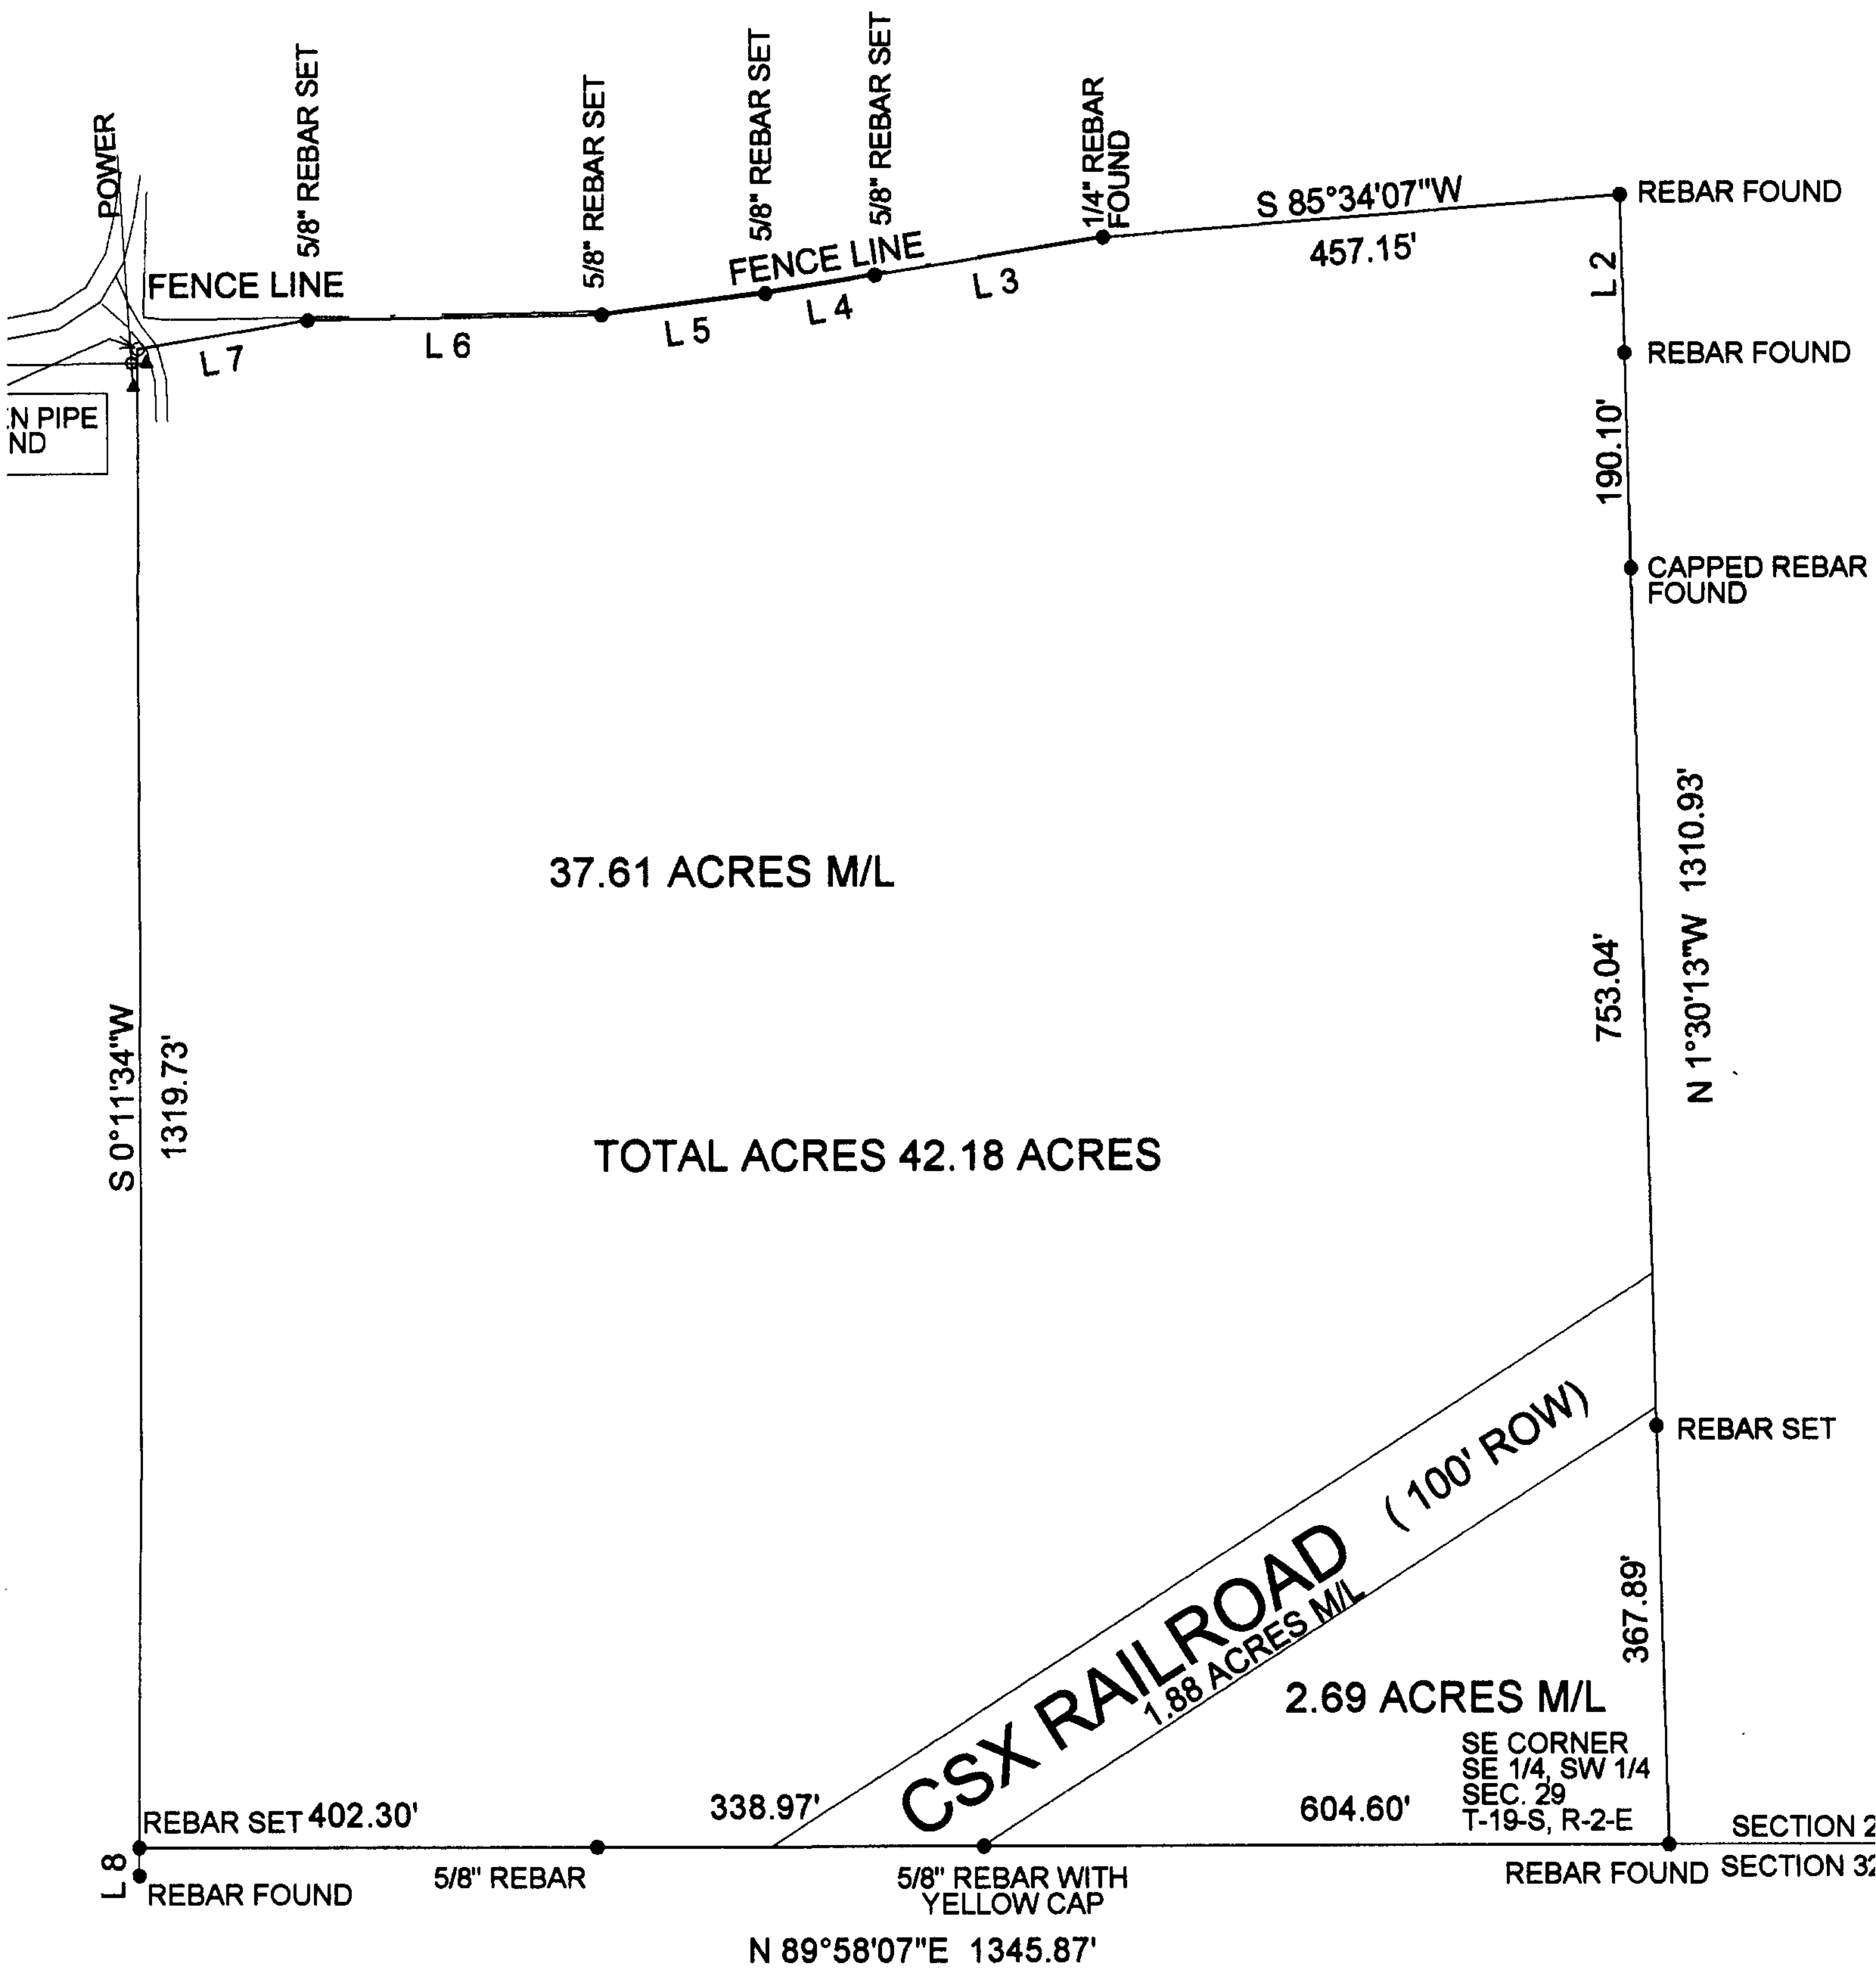 POWER
5/8" REBAR SET
5/8" REBAR SET
5/8" REBAR SET
5/8" REBAR SET
1/4" REBAR
FOUND
S 85°34'07"W
457.15'
REBAR FOUND
FENCE LINE
FENCE LINE
L 7
L 6
L 5
L 4
L 3
L 2
REBAR FOUND
N PIPE
ND
190.10'
CAPPED REBAR
FOUND
37.61 ACRES M/L
N 1°30'13"W 1310.93'
753.04'
S 0°11'34"W
1319.73'
TOTAL ACRES 42.18 ACRES
( 100' ROW)
REBAR SET
CSX RAILROAD
1.88 ACRES M/L
367.89'
2.69 ACRES M/L
SE CORNER
SE 1/4, SW 1/4
SEC. 29
T-19-S, R-2-E
REBAR SET 402.30'
338.97'
604.60'
SECTION 2
L 8
REBAR FOUND
5/8" REBAR
5/8" REBAR WITH
YELLOW CAP
REBAR FOUND
SECTION 32
N 89°58'07"E 1345.87'